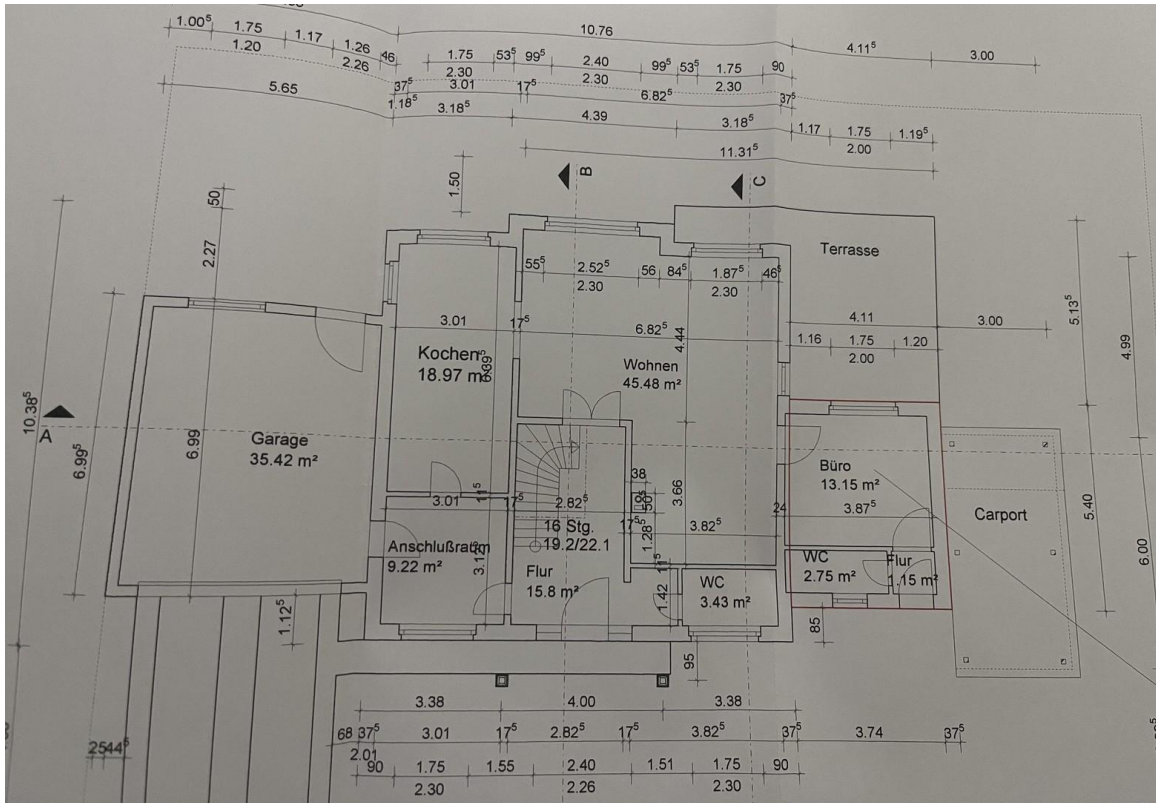 10.76
1.00⁵ 1.75 1.17 1.26 46 1.75 53⁵ 99⁵ 2.40 99⁵ 53⁵ 1.75 90 4.11⁵ 3.00
1.20 2.26 2.30 2.30 2.30
5.65 37⁵ 3.01 17⁵ 6.82⁵ 37⁵
1.18⁵ 3.18⁵ 4.39 3.18⁵ 1.17 1.75 1.19⁵
2.00
11.31⁵
B
C
1.50
50
2.27
Terrasse
55⁵ 2.52⁵ 56 84⁵ 1.87⁵ 46⁵
2.30 2.30
3.01 17⁵ 6.82⁵
4.44
4.11 3.00
1.16 1.75 1.20
2.00
5.13⁵
4.99
Kochen
18.97 m²
6.39⁵
Wohnen
45.48 m²
10.38⁵
A
6.99⁵
6.99
Garage
35.42 m²
Büro
13.15 m²
3.87⁵
Carport
5.40
6.00
38
50⁵
3.66
3.01 11⁵ 17⁵ 2.82⁵ 17⁵ 3.82⁵ 24
1.28⁵
16 Stg.
19.2/22.1
Anschlußraum
9.22 m²
3.13⁵
Flur
15.8 m²
11⁵
1.42
WC
3.43 m²
WC
2.75 m²
Flur
1.15 m²
1.12⁵
95
85
3.38 4.00 3.38
68 37⁵ 3.01 17⁵ 2.82⁵ 17⁵ 3.82⁵ 37⁵ 3.74 37⁵
2.01
90 1.75 1.55 2.40 1.51 1.75 90
2.30 2.26 2.30
25 44⁵